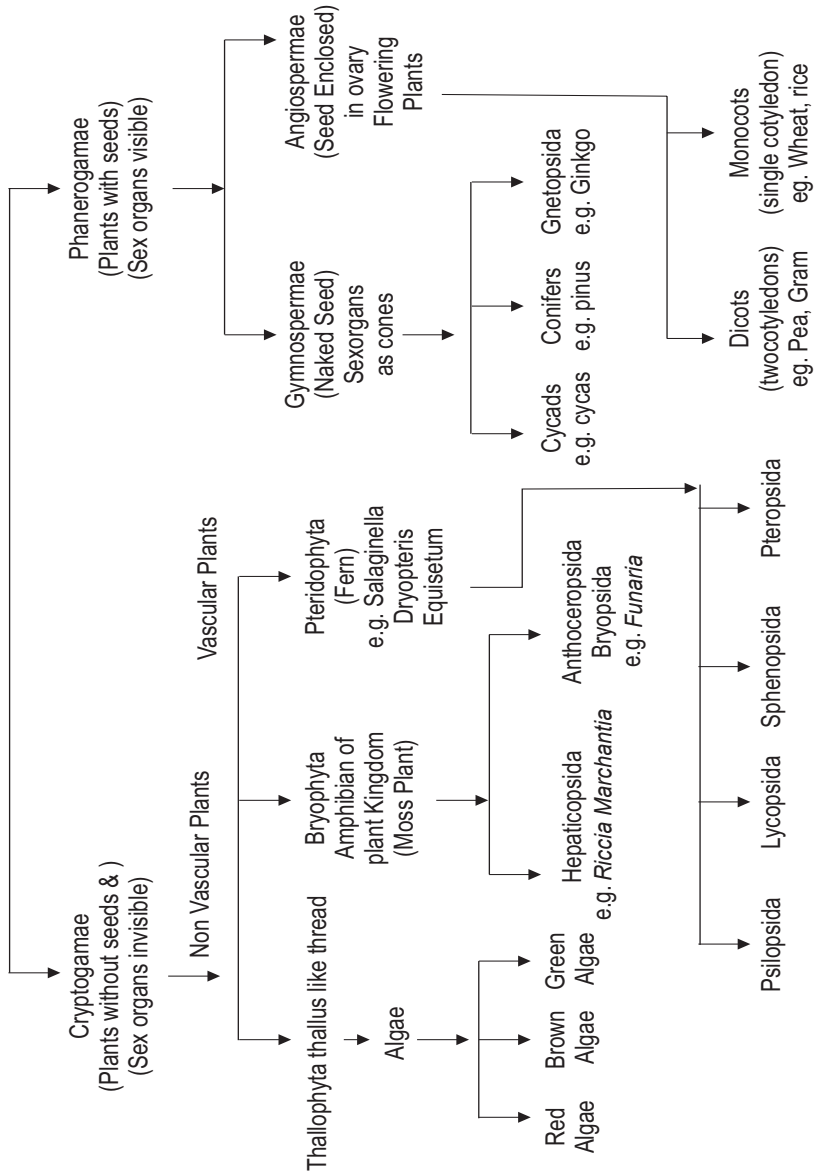 Cryptogamae
(Plants without seeds & )
(Sex organs invisible)
Phanerogamae
(Plants with seeds)
(Sex organs visible)
Non Vascular Plants
Vascular Plants
Thallophyta thallus like thread
Algae
Red
Algae
Brown
Algae
Green
Algae
Bryophyta
Amphibian of
plant Kingdom
(Moss Plant)
Hepaticopsida
e.g. Riccia Marchantia
Anthoceropsida
Bryopsida
e.g. Funaria
Pteridophyta
(Fern)
e.g. Salaginella
Dryopteris
Equisetum
Psilopsida
Lycopsida
Sphenopsida
Pteropsida
Gymnospermae
(Naked Seed)
Sexorgans
as cones
Cycads
e.g. cycas
Conifers
e.g. pinus
Gnetopsida
e.g. Ginkgo
Angiospermae
(Seed Enclosed)
in ovary
Flowering
Plants
Dicots
(twocotyledons)
eg. Pea, Gram
Monocots
(single cotyledon)
eg. Wheat, rice